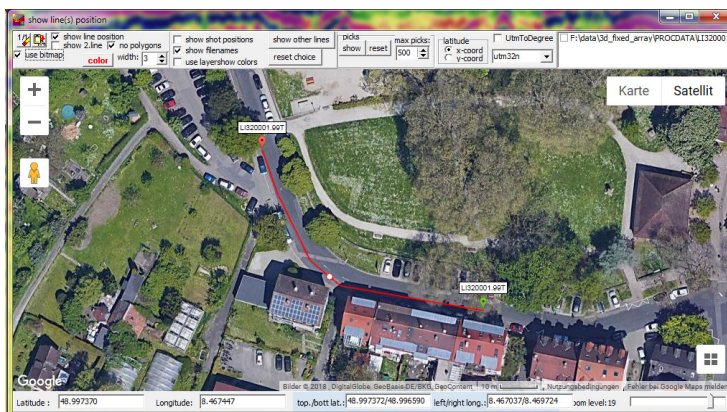 show line(s) position
show line position
show 2.line
no polygons
use bitmap
color
width:
3
show shot positions
show filenames
use layershow colors
show other lines
reset choice
picks
show
reset
max picks:
500
latitude
x-coord
y-coord
UtmToDegree
utm32n
F:\data\3d_fixed_array\PROCDATA\LI32000
Karte
Satellit
LI320001.99T
LI320001.99T
Google
Bilder © 2018 , DigitalGlobe, GeoBasis-DE/BKG, GeoContent
10 m
Nutzungsbedingungen
Fehler bei Google Maps melden
Latitude :
48.997370
Longitude:
8.467447
top./bott lat.:
48.997372/48.996590
left/right long.:
8.467037/8.469724
oom level:19